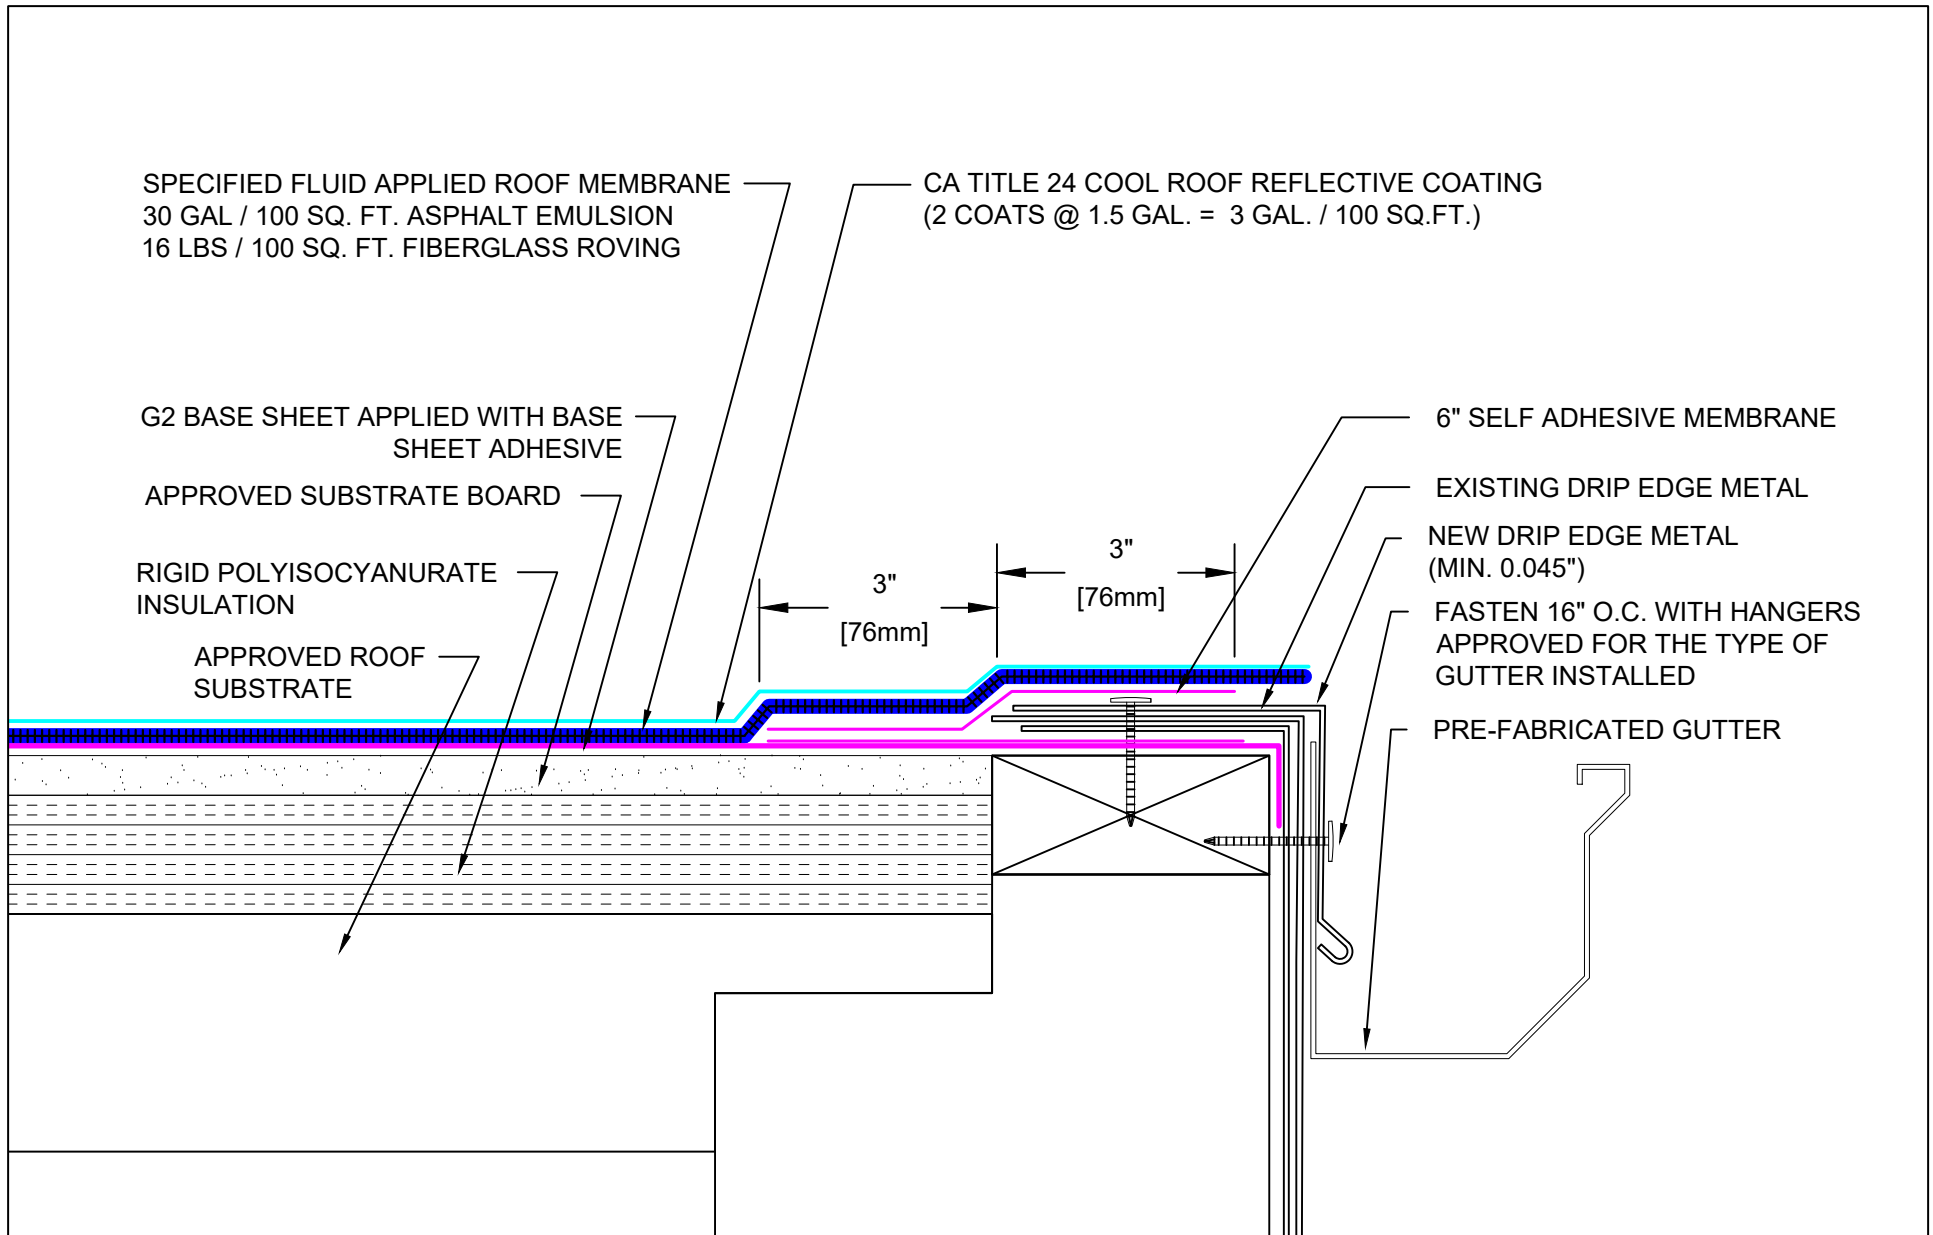 SPECIFIED FLUID APPLIED ROOF MEMBRANE
30 GAL / 100 SQ. FT. ASPHALT EMULSION
16 LBS / 100 SQ. FT. FIBERGLASS ROVING
CA TITLE 24 COOL ROOF REFLECTIVE COATING
(2 COATS @ 1.5 GAL. =  3 GAL. / 100 SQ.FT.)
G2 BASE SHEET APPLIED WITH BASE
SHEET ADHESIVE
APPROVED SUBSTRATE BOARD
RIGID POLYISOCYANURATE
INSULATION
APPROVED ROOF
SUBSTRATE
3"
[76mm]
3"
[76mm]
6" SELF ADHESIVE MEMBRANE
EXISTING DRIP EDGE METAL
NEW DRIP EDGE METAL
(MIN. 0.045")
FASTEN 16" O.C. WITH HANGERS
APPROVED FOR THE TYPE OF
GUTTER INSTALLED
PRE-FABRICATED GUTTER